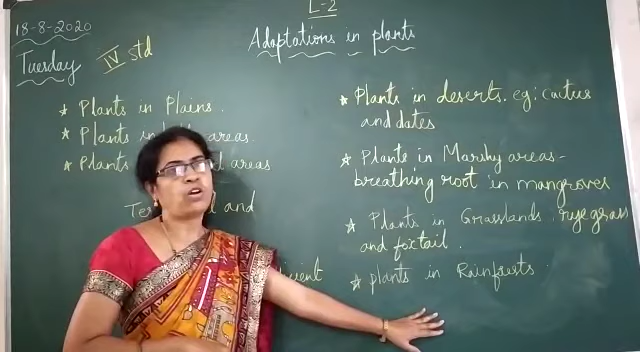 L-2
18-8-2020
Tuesday
IV std
Adaptations in plants
* Plants in Plains.
* Plants in areas.
* Plants areas
and
* Plants in deserts. eg: cactus
and dates
* Plants in Marshy areas-
breathing root in mangroves
* Plants in Grasslands. rye grass
and foxtail.
* plants in